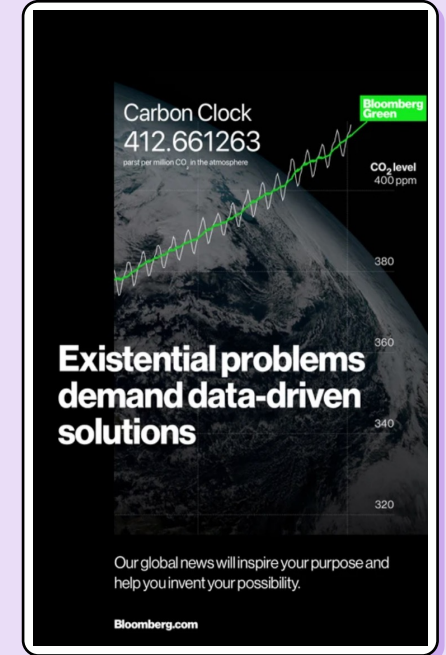 Bloomberg
Green
Carbon Clock
412.661263
parst per million CO2 in the atmosphere
CO2 level
400 ppm
380
360
Existential problems
demand data-driven
solutions
340
320
Our global news will inspire your purpose and
help you invent your possibility.
Bloomberg.com